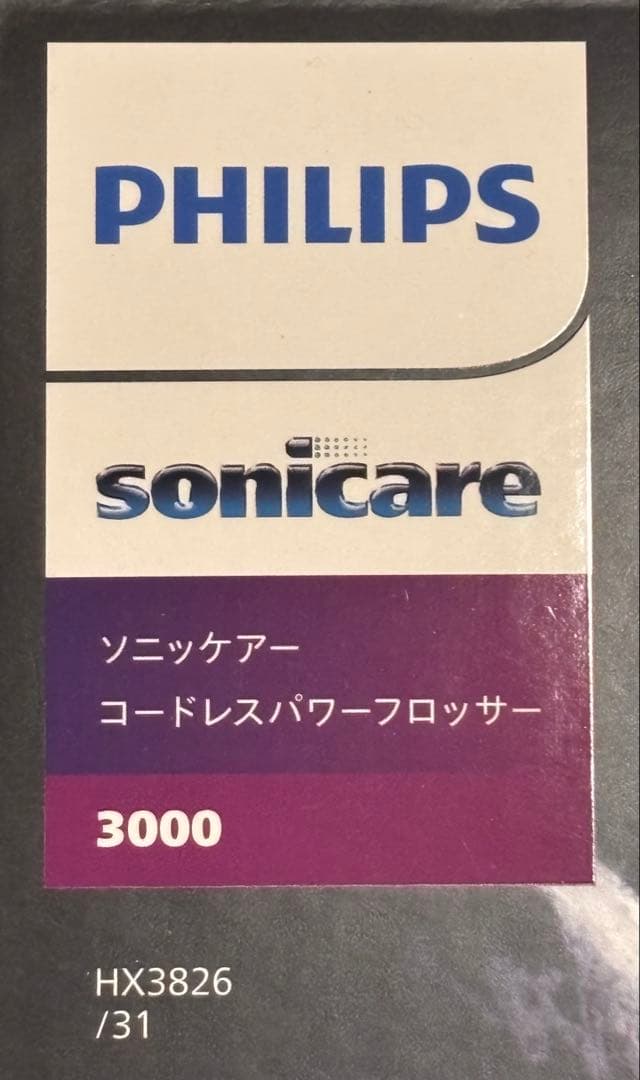 PHILIPS
sonicare
ソニッケアー
コードレスパワーフロッサー
3000
HX3826
/31